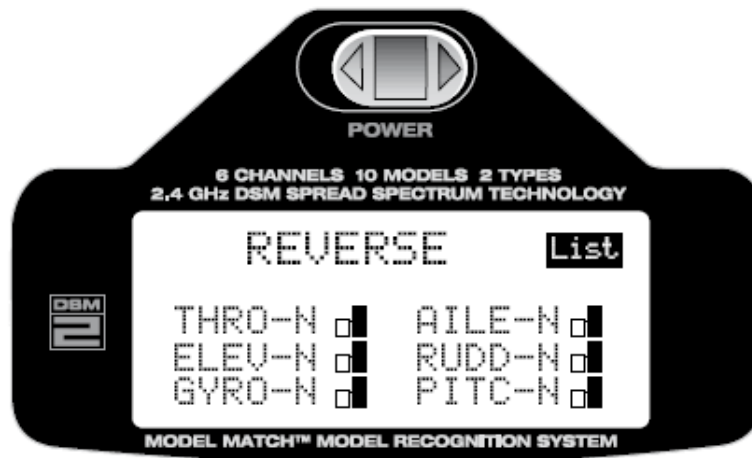 POWER
6 CHANNELS 10 MODELS 2 TYPES
2,4 GHz DSM SPREAD SPECTRUM TECHNOLOGY
REVERSE List
DSM
2
THRO-N AILE-N
ELEV-N RUDD-N
GYRO-N PITC-N
MODEL MATCH™ MODEL RECOGNITION SYSTEM